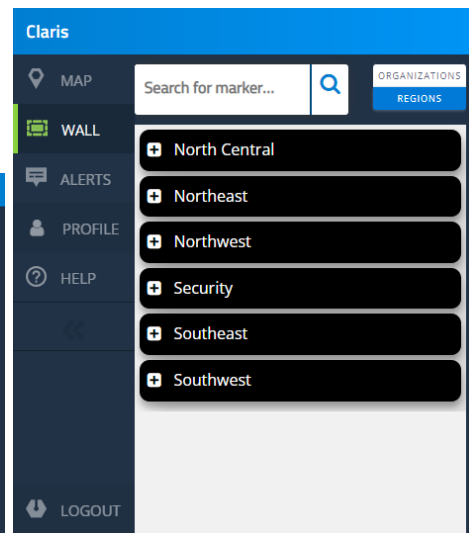 Claris
MAP
WALL
ALERTS
PROFILE
HELP
LOGOUT
Search for marker...
ORGANIZATIONS
REGIONS
North Central
Northeast
Northwest
Security
Southeast
Southwest